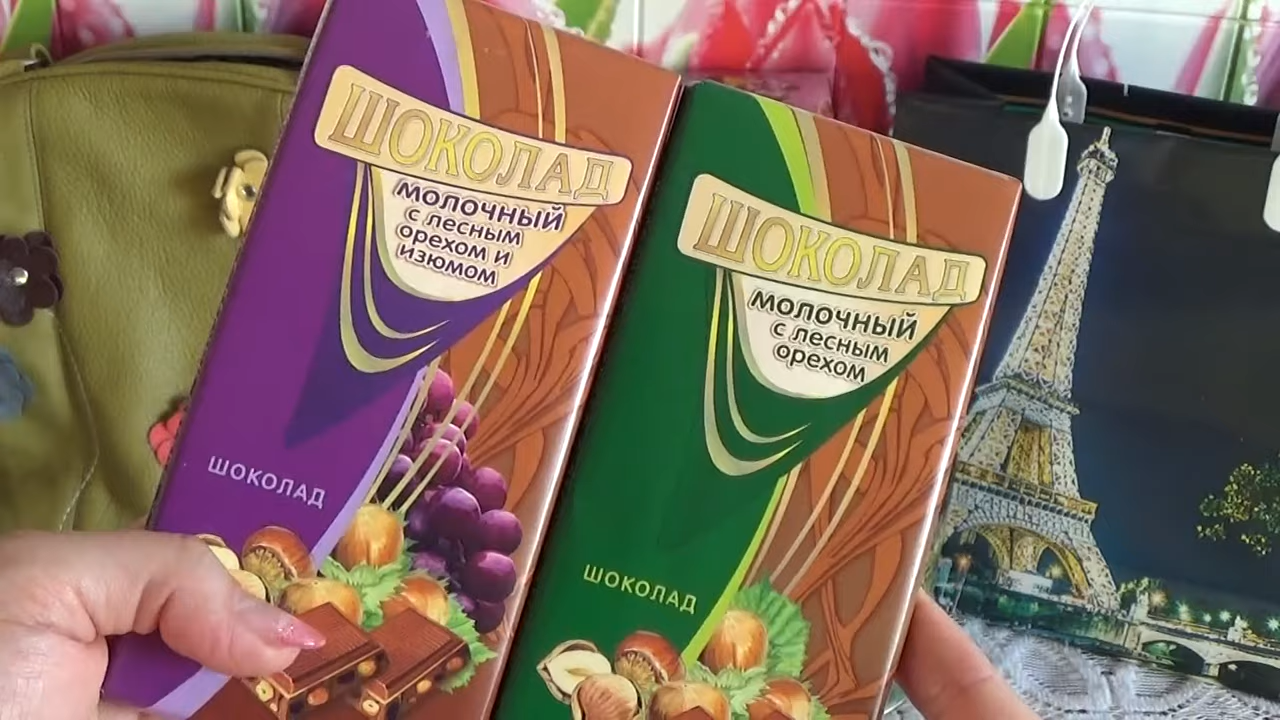 ШОКОЛАД
молочный
с лесным
орехом и
изюмом
ШОКОЛАД
ШОКОЛАД
молочный
с лесным
орехом
ШОКОЛАД